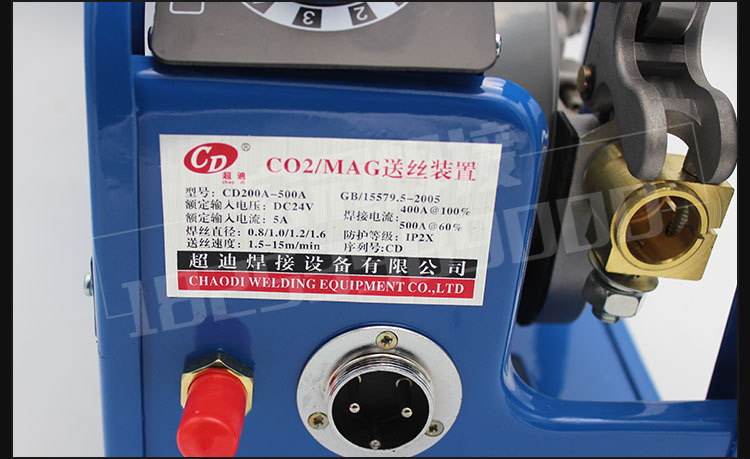 2
3
CD
®
超迪
CO2/MAG送丝装置
型号: CD200A-500A
GB/15579.5-2005
额定输入电压: DC24V
额定输入电流: 5A
焊接电流:
400A@100%
500A@60%
焊丝直径: 0.8/1.0/1.2/1.6
防护等级: IP2X
送丝速度: 1.5-15m/min
序列号: CD
超迪焊接设备有限公司
CHAODI WELDING EQUIPMENT CO.,LTD